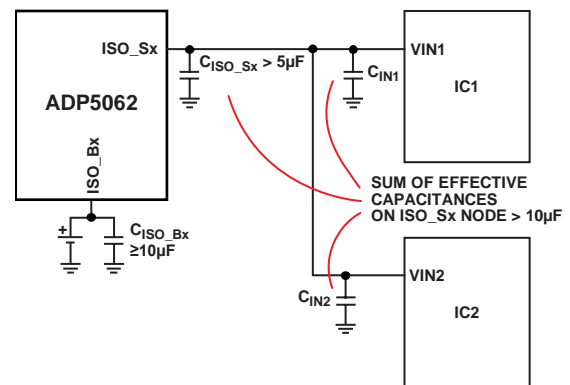 ISO_Sx
CISO_Sx > 5µF
VIN1
CIN1
IC1
ADP5062
ISO_Bx
SUM OF EFFECTIVE
CAPACITANCES
ON ISO_Sx NODE > 10µF
+
CISO_Bx
≥10µF
CIN2
VIN2
IC2